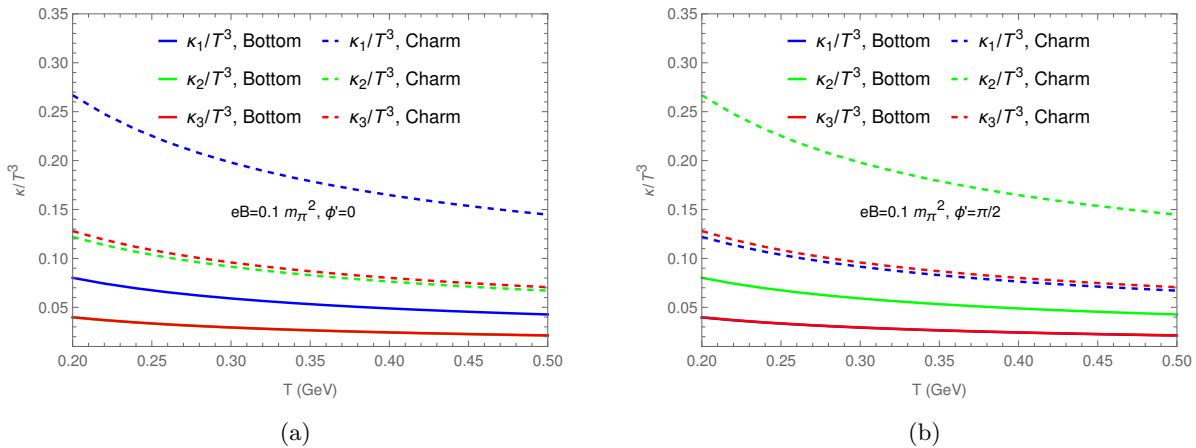 0.35
0.30
0.25
0.20
0.15
0.10
0.05
κ/T³
κ₁/T³, Bottom κ₁/T³, Charm
κ₂/T³, Bottom κ₂/T³, Charm
κ₃/T³, Bottom κ₃/T³, Charm
eB=0.1 mπ², ϕ'=0
0.20 0.25 0.30 0.35 0.40 0.45 0.50
T (GeV)
(a)
0.35
0.30
0.25
0.20
0.15
0.10
0.05
κ/T³
κ₁/T³, Bottom κ₁/T³, Charm
κ₂/T³, Bottom κ₂/T³, Charm
κ₃/T³, Bottom κ₃/T³, Charm
eB=0.1 mπ², ϕ'=π/2
0.20 0.25 0.30 0.35 0.40 0.45 0.50
T (GeV)
(b)